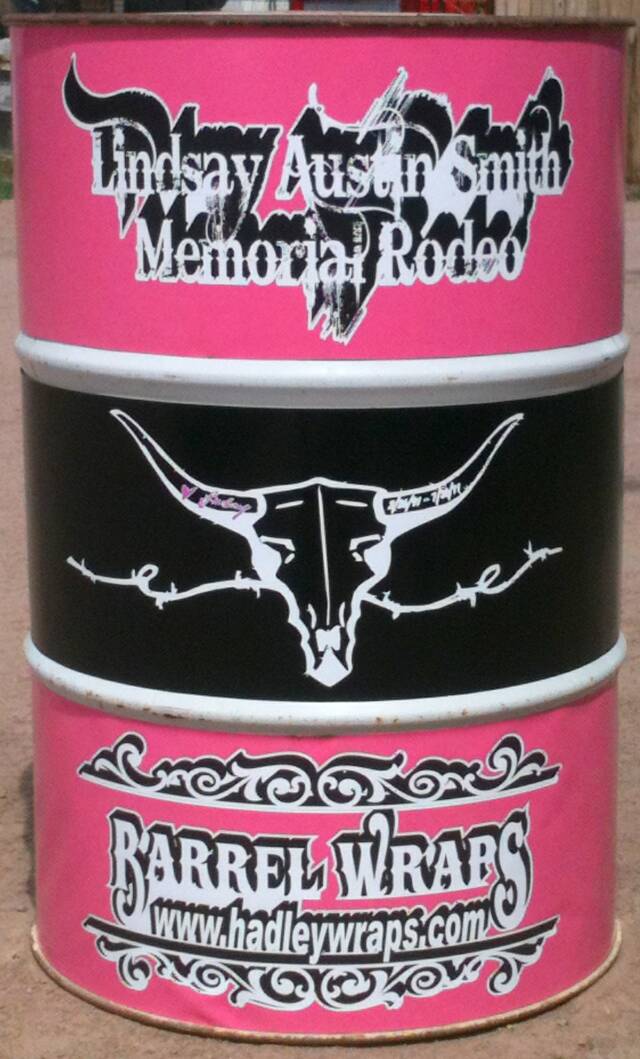 Lindsay Austin Smith
Memorial Rodeo
BARREL WRAPS
www.hadleywraps.com